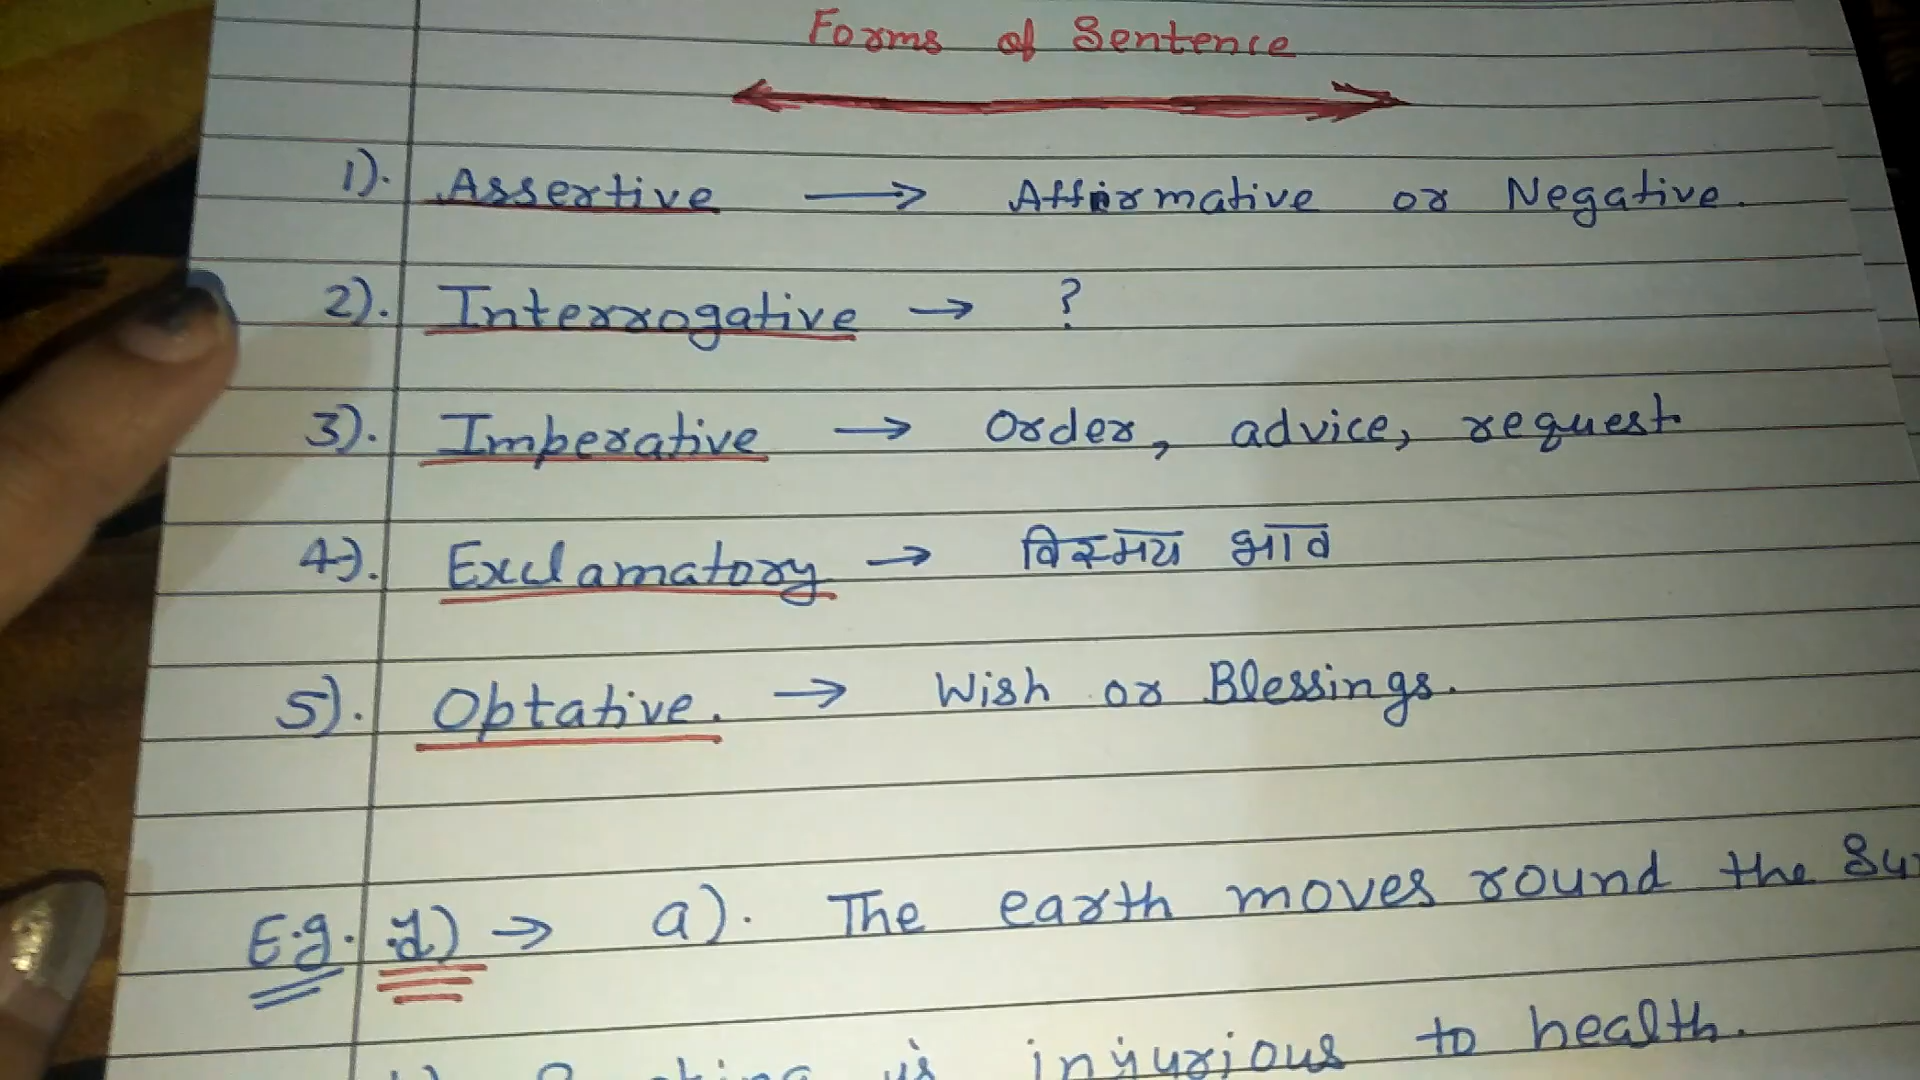 Forms of Sentence
1). Assertive → Affirmative or Negative.
2). Interrogative → ?
3). Imperative → Order, advice, request.
4). Exclamatory → विस्मय भाव
5). Optative. → Wish or Blessings.
E.g. 1) → a). The earth moves round the
is injurious to health.